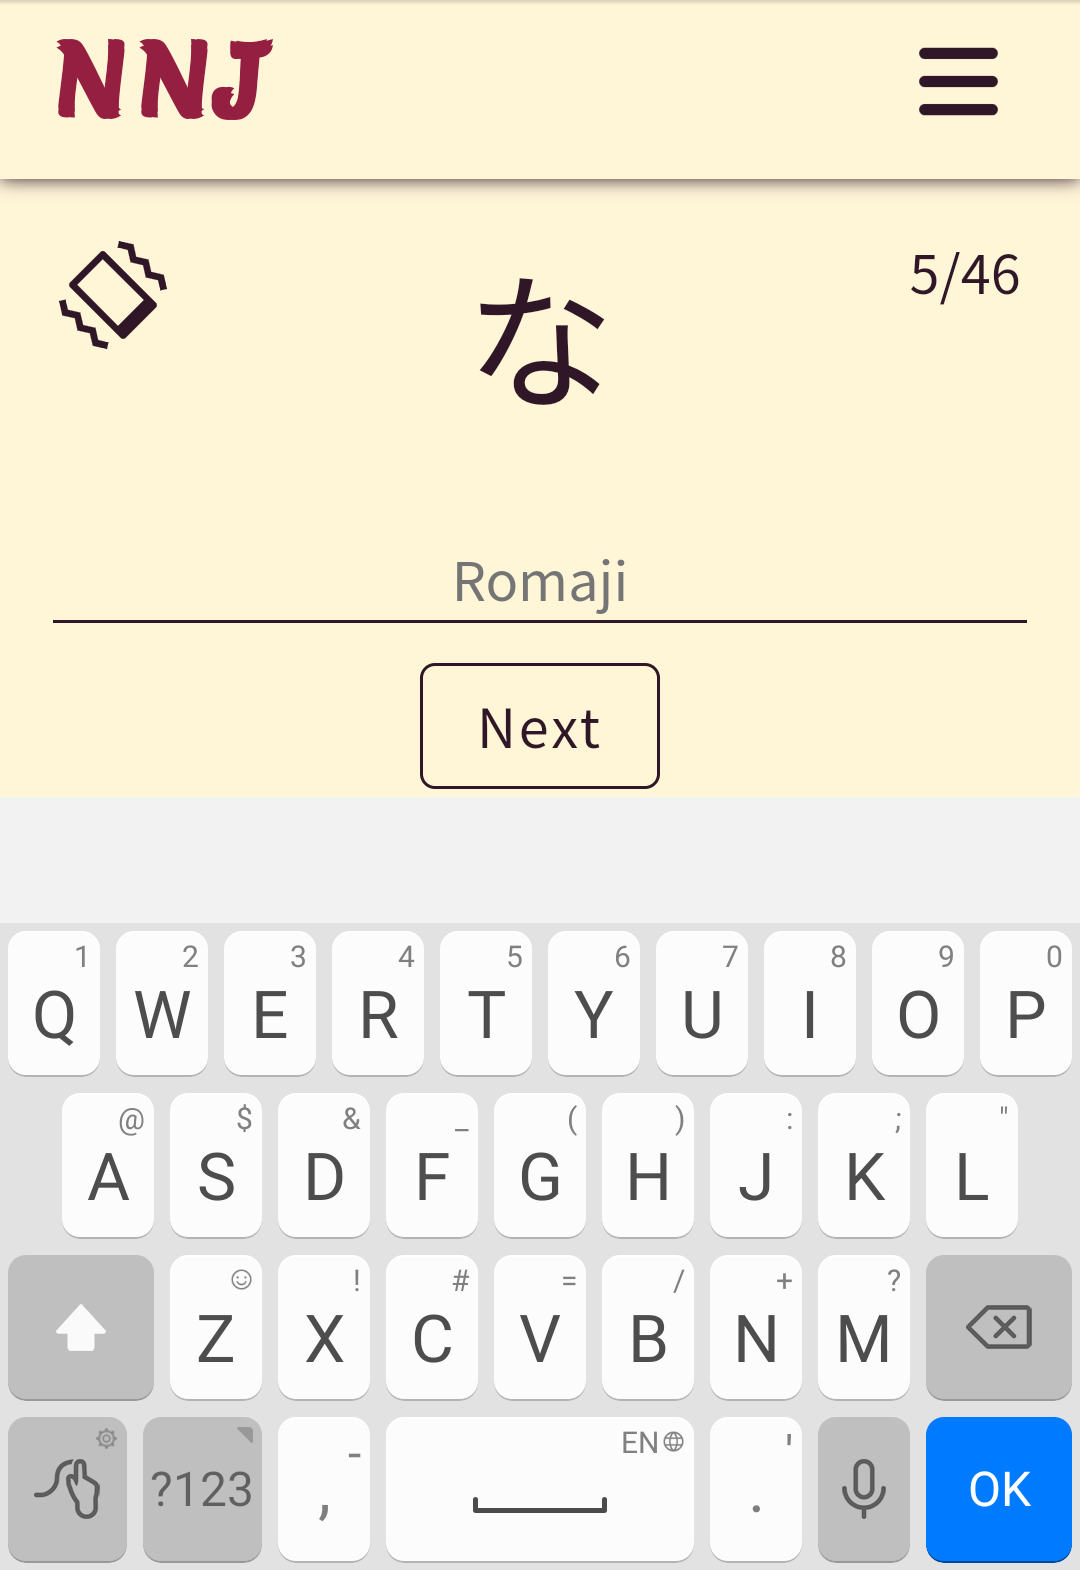 NNJ
5/46
な
Romaji
Next
1 2 3 4 5 6 7 8 9 0
Q W E R T Y U I O P
@ $ & _ ( ) : ; "
A S D F G H J K L
! # = / + ?
Z X C V B N M
- EN '
?123 , . OK